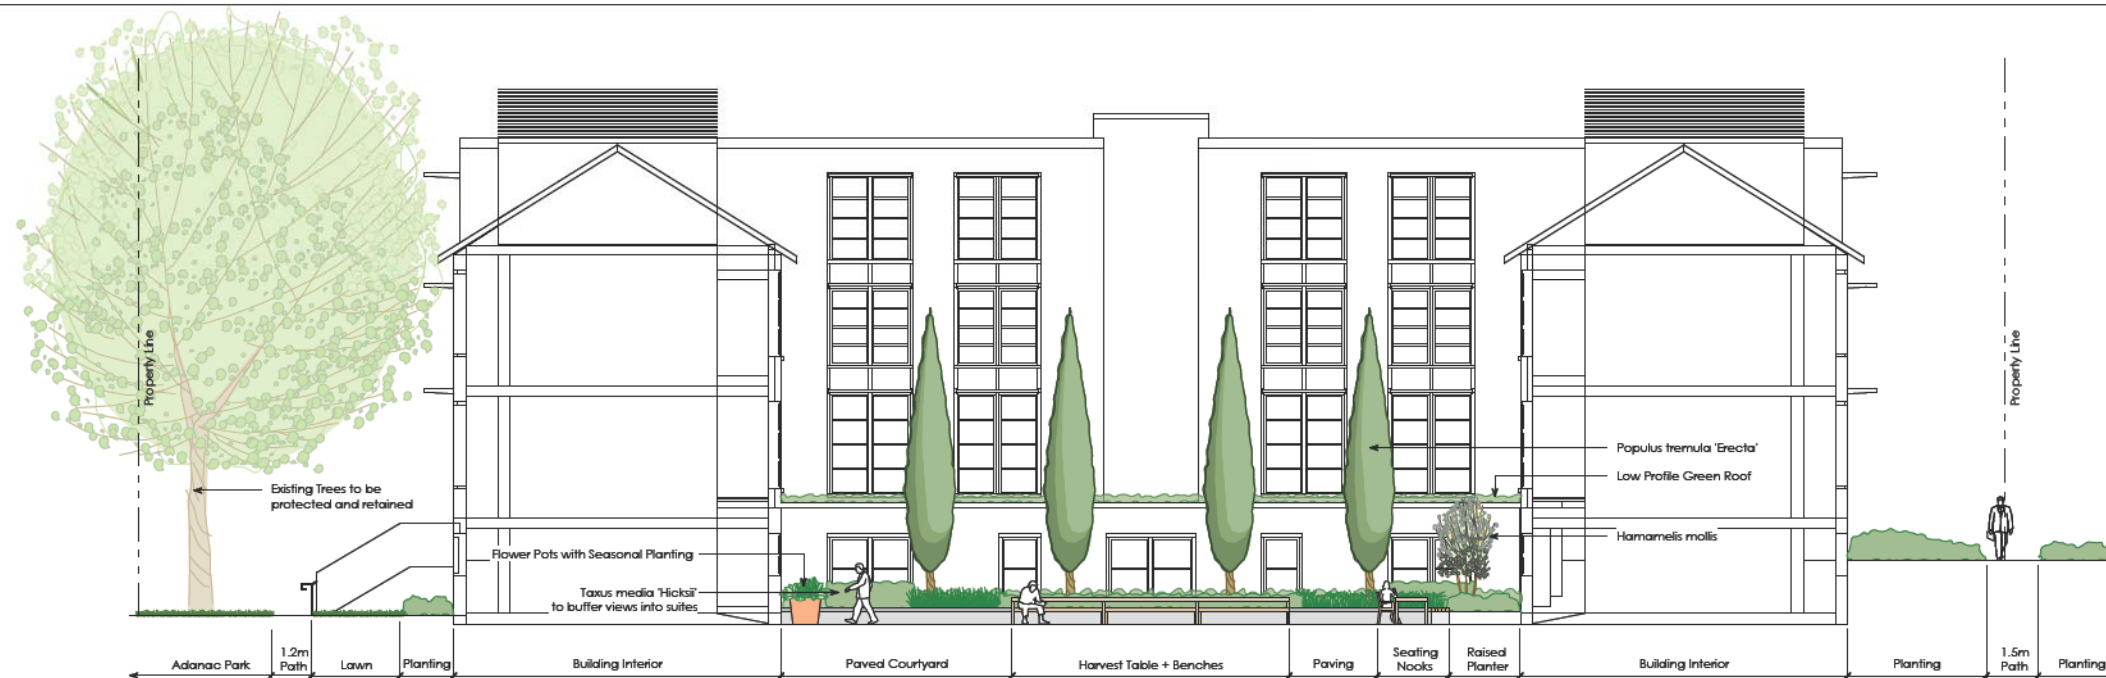 Property Line
Property Line
Existing Trees to be
protected and retained
Populus tremula 'Erecta'
Low Profile Green Roof
Hamamelis mollis
Flower Pots with Seasonal Planting
Taxus media 'Hicksii'
to buffer views into suites
Adanac Park
1.2m
Path
Lawn
Planting
Building Interior
Paved Courtyard
Harvest Table + Benches
Paving
Seating
Nooks
Raised
Planter
Building Interior
Planting
1.5m
Path
Planting